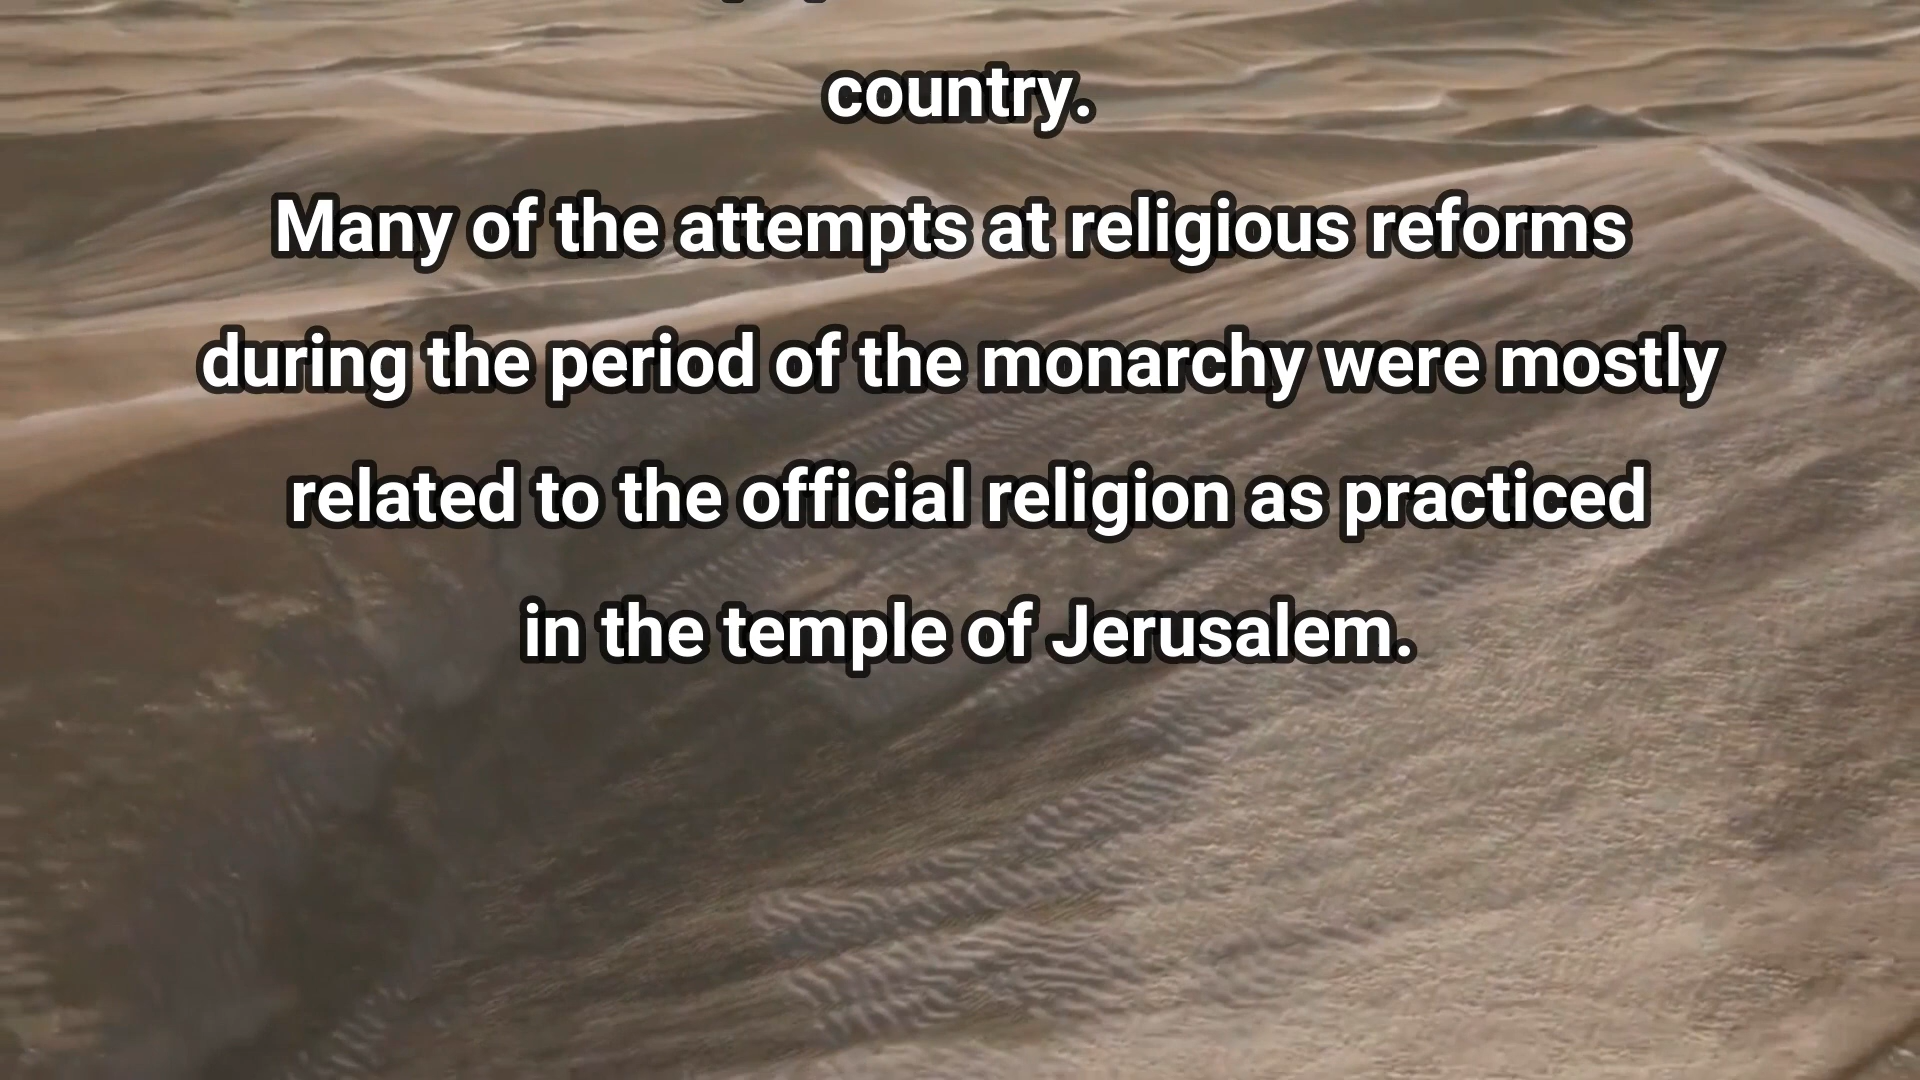 country.
Many of the attempts at religious reforms
during the period of the monarchy were mostly
related to the official religion as practiced
in the temple of Jerusalem.